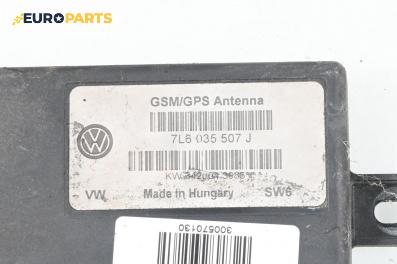 EUROPARTS
GSM/GPS Antenna
7L6 035 507 J
VW
Made in Hungary
SW6
300570130